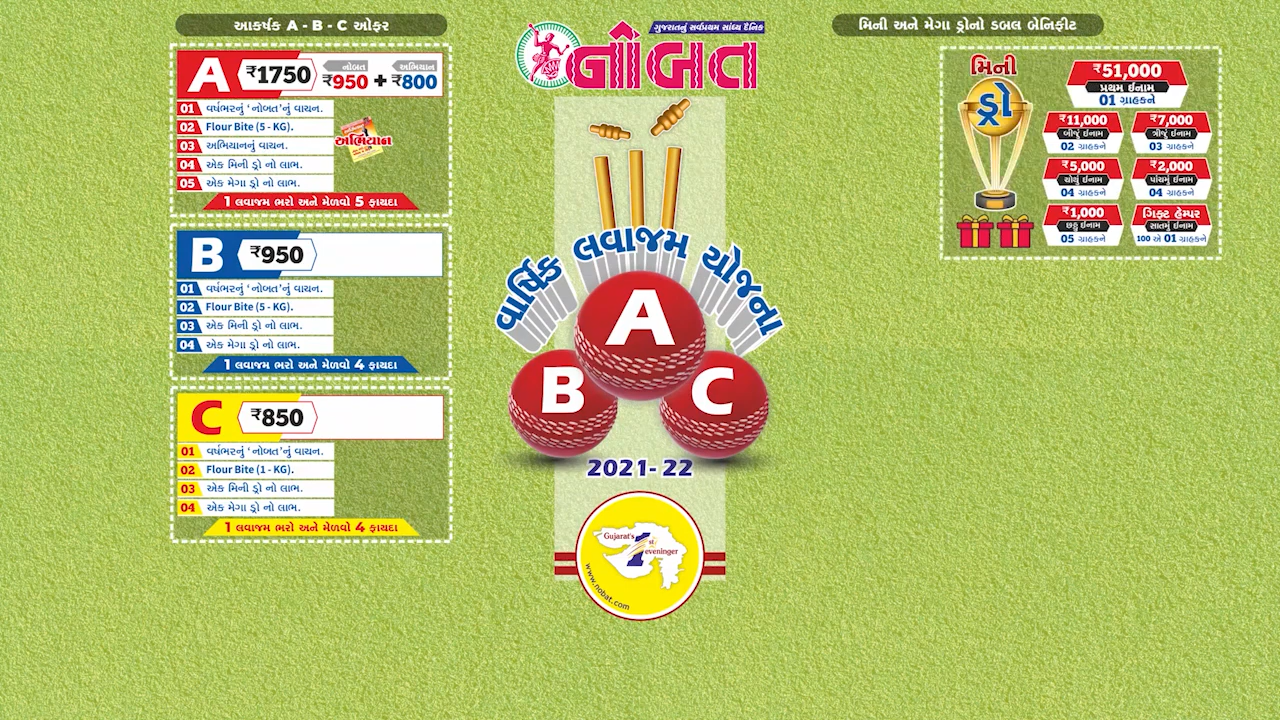 આકર્ષક A - B - C ઓફર
A ₹1750 નોબત ₹950 + અભિયાન ₹800
01 વર્ષભરનું 'નોબત'નું વાચન.
02 Flour Bite (5 - KG).
03 અભિયાનનું વાચન.
04 એક મિની ડ્રો નો લાભ.
05 એક મેગા ડ્રો નો લાભ.
અભિયાન
1 લવાજમ ભરો અને મેળવો 5 ફાયદા
B ₹950
01 વર્ષભરનું 'નોબત'નું વાચન.
02 Flour Bite (5 - KG).
03 એક મિની ડ્રો નો લાભ.
04 એક મેગા ડ્રો નો લાભ.
1 લવાજમ ભરો અને મેળવો 4 ફાયદા
C ₹850
01 વર્ષભરનું 'નોબત'નું વાચન.
02 Flour Bite (1 - KG).
03 એક મિની ડ્રો નો લાભ.
04 એક મેગા ડ્રો નો લાભ.
1 લવાજમ ભરો અને મેળવો 4 ફાયદા
ગુજરાતનું સર્વપ્રથમ સાંધ્ય દૈનિક
નોબત
વાર્ષિક લવાજમ યોજના
A
B C
2021- 22
Gujarat's
1st
eveninger
www.nobat.com
મિની અને મેગા ડ્રોનો ડબલ બેનિફીટ
મિની
ડ્રો
₹51,000
પ્રથમ ઈનામ
01 ગ્રાહકને
₹11,000
બીજું ઈનામ
02 ગ્રાહકને
₹7,000
ત્રીજું ઈનામ
03 ગ્રાહકને
₹5,000
ચોથું ઈનામ
04 ગ્રાહકને
₹2,000
પાંચમું ઈનામ
04 ગ્રાહકને
₹1,000
છઠ્ઠુ ઈનામ
05 ગ્રાહકને
ગિફ્ટ હેમ્પર
સાતમું ઈનામ
100 એ 01 ગ્રાહકને